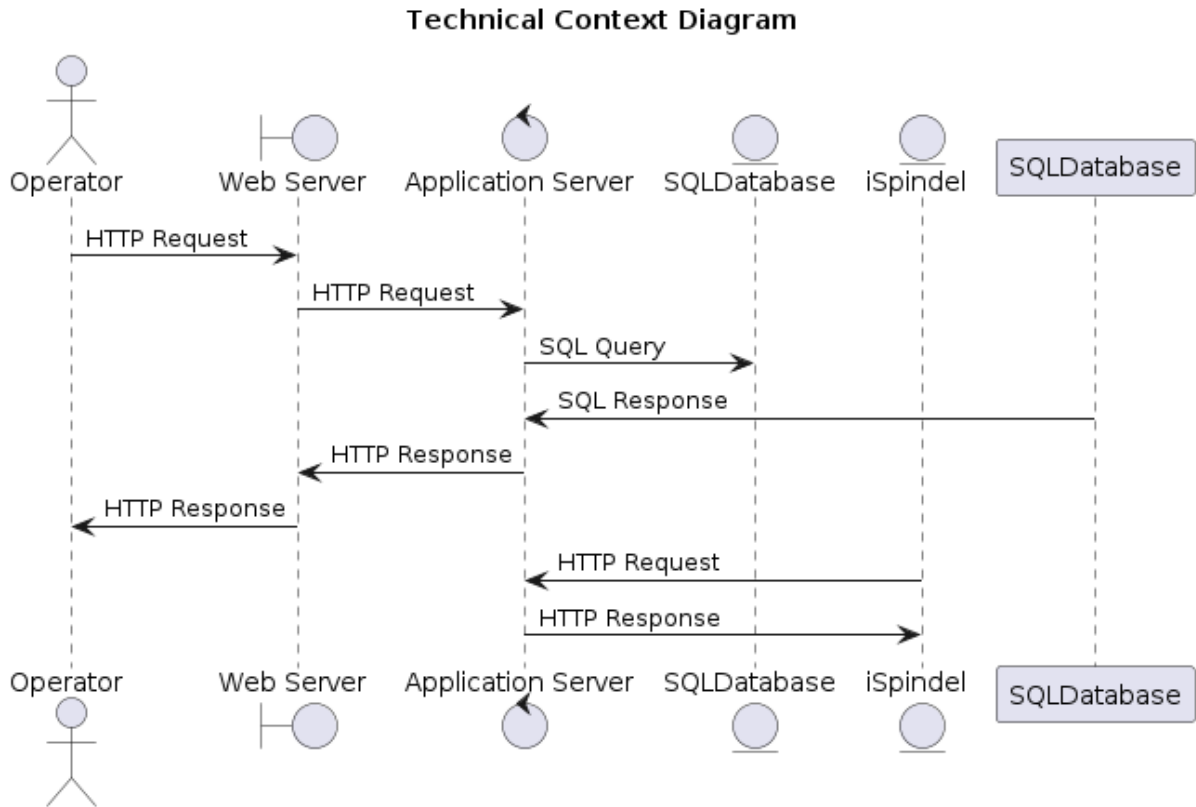 Technical Context Diagram
Operator
Web Server
Application Server
SQLDatabase
iSpindel
SQLDatabase
HTTP Request
HTTP Request
SQL Query
SQL Response
HTTP Response
HTTP Response
HTTP Request
HTTP Response
Operator
Web Server
Application Server
SQLDatabase
iSpindel
SQLDatabase